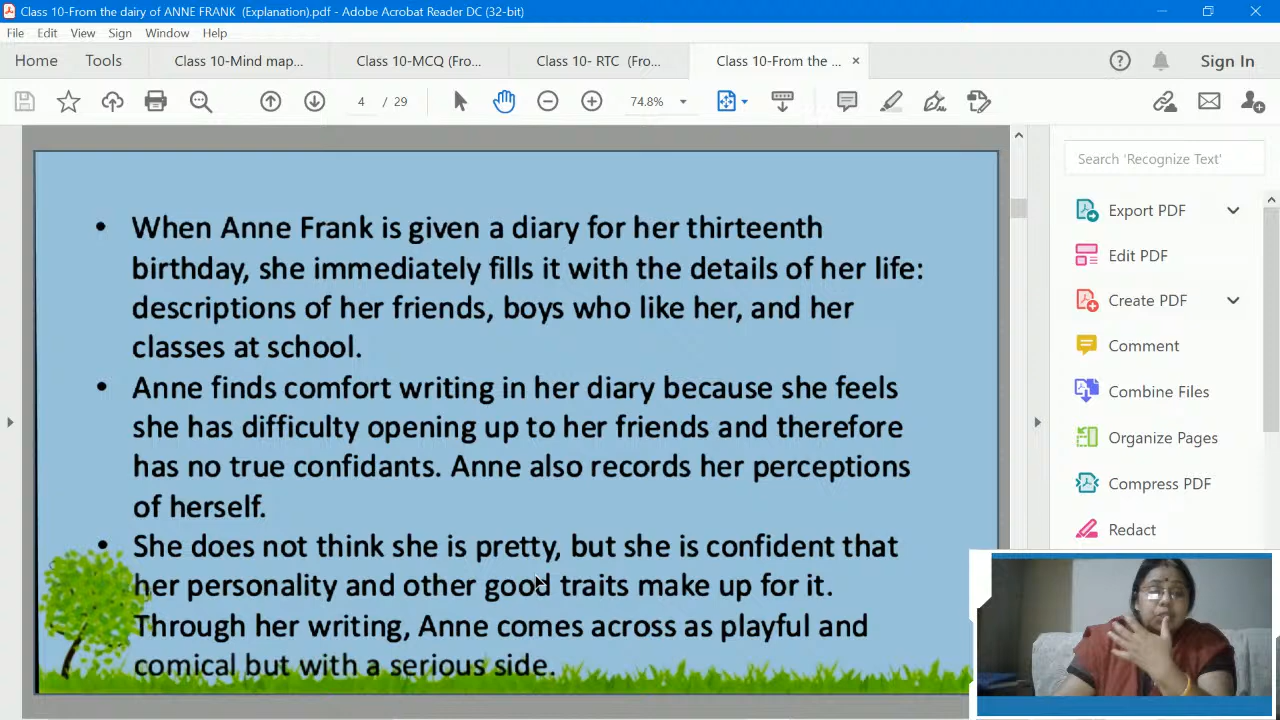 Class 10-From the dairy of ANNE FRANK (Explanation).pdf - Adobe Acrobat Reader DC (32-bit)
File Edit View Sign Window Help
Home Tools Class 10-Mind map... Class 10-MCQ (Fro... Class 10- RTC (Fro... Class 10-From the ... × Sign In
4 / 29 74.8%
Search 'Recognize Text'
Export PDF
Edit PDF
Create PDF
Comment
Combine Files
Organize Pages
Compress PDF
Redact
• When Anne Frank is given a diary for her thirteenth
birthday, she immediately fills it with the details of her life:
descriptions of her friends, boys who like her, and her
classes at school.
• Anne finds comfort writing in her diary because she feels
she has difficulty opening up to her friends and therefore
has no true confidants. Anne also records her perceptions
of herself.
• She does not think she is pretty, but she is confident that
her personality and other good traits make up for it.
Through her writing, Anne comes across as playful and
comical but with a serious side.